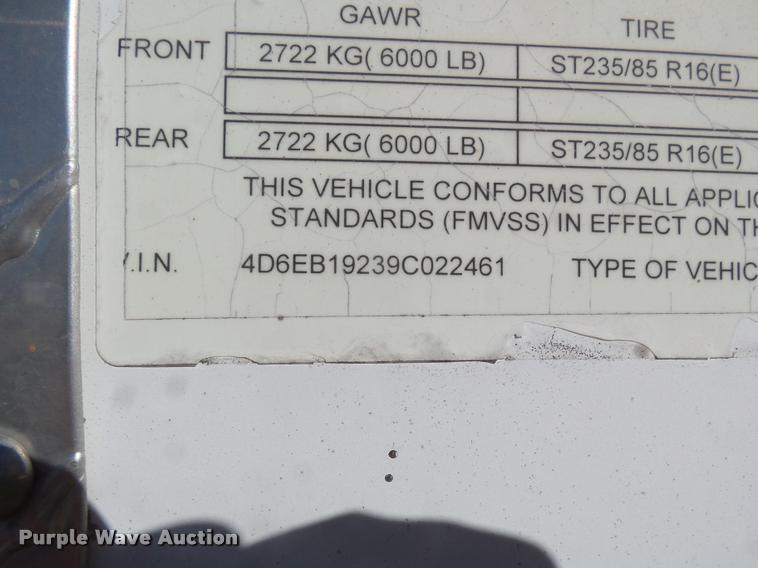 GAWR TIRE
FRONT 2722 KG( 6000 LB) ST235/85 R16(E)
REAR 2722 KG( 6000 LB) ST235/85 R16(E)
THIS VEHICLE CONFORMS TO ALL APPLIC
STANDARDS (FMVSS) IN EFFECT ON TH
V.I.N. 4D6EB19239C022461 TYPE OF VEHIC
Purple Wave Auction